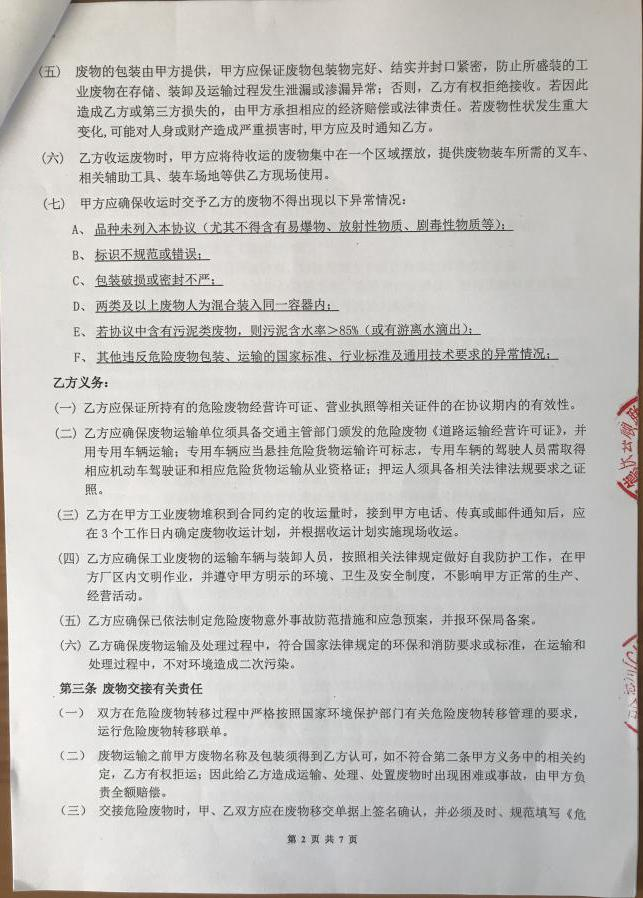 (五) 废物的包装由甲方提供，甲方应保证废物包装物完好、结实并封口紧密，防止所盛装的工
业废物在存储、装卸及运输过程发生泄漏或渗漏异常；否则，乙方有权拒绝接收。若因此
造成乙方或第三方损失的，由甲方承担相应的经济赔偿或法律责任。若废物性状发生重大
变化,可能对人身或财产造成严重损害时,甲方应及时通知乙方。
(六) 乙方收运废物时，甲方应将待收运的废物集中在一个区域摆放，提供废物装车所需的叉车、
相关辅助工具、装车场地等供乙方现场使用。
(七) 甲方应确保收运时交予乙方的废物不得出现以下异常情况：
A、品种未列入本协议（尤其不得含有易爆物、放射性物质、剧毒性物质等）；
B、标识不规范或错误；
C、包装破损或密封不严；
D、两类及以上废物人为混合装入同一容器内；
E、若协议中含有污泥类废物，则污泥含水率＞85%（或有游离水滴出）；
F、其他违反危险废物包装、运输的国家标准、行业标准及通用技术要求的异常情况；
乙方义务：
(一) 乙方应保证所持有的危险废物经营许可证、营业执照等相关证件的在协议期内的有效性。
(二) 乙方应确保废物运输单位须具备交通主管部门颁发的危险废物《道路运输经营许可证》，并
用专用车辆运输；专用车辆应当悬挂危险货物运输许可标志，专用车辆的驾驶人员需取得
相应机动车驾驶证和相应危险货物运输从业资格证；押运人须具备相关法律法规要求之证
照。
(三) 乙方在甲方工业废物堆积到合同约定的收运量时，接到甲方电话、传真或邮件通知后，应
在 3 个工作日内确定废物收运计划，并根据收运计划实施现场收运。
(四) 乙方应确保工业废物的运输车辆与装卸人员，按照相关法律规定做好自我防护工作，在甲
方厂区内文明作业，并遵守甲方明示的环境、卫生及安全制度，不影响甲方正常的生产、
经营活动。
(五) 乙方应确保已依法制定危险废物意外事故防范措施和应急预案，并报环保局备案。
(六) 乙方确保废物运输及处理过程中，符合国家法律规定的环保和消防要求或标准，在运输和
处理过程中，不对环境造成二次污染。
第三条 废物交接有关责任
（一） 双方在危险废物转移过程中严格按照国家环境保护部门有关危险废物转移管理的要求，
运行危险废物转移联单。
（二） 废物运输之前甲方废物名称及包装须得到乙方认可，如不符合第二条甲方义务中的相关约
定，乙方有权拒运；因此给乙方造成运输、处理、处置废物时出现困难或事故，由甲方负
责全额赔偿。
（三） 交接危险废物时，甲、乙双方应在废物移交单据上签名确认，并必须及时、规范填写《危
第 2 页 共 7 页